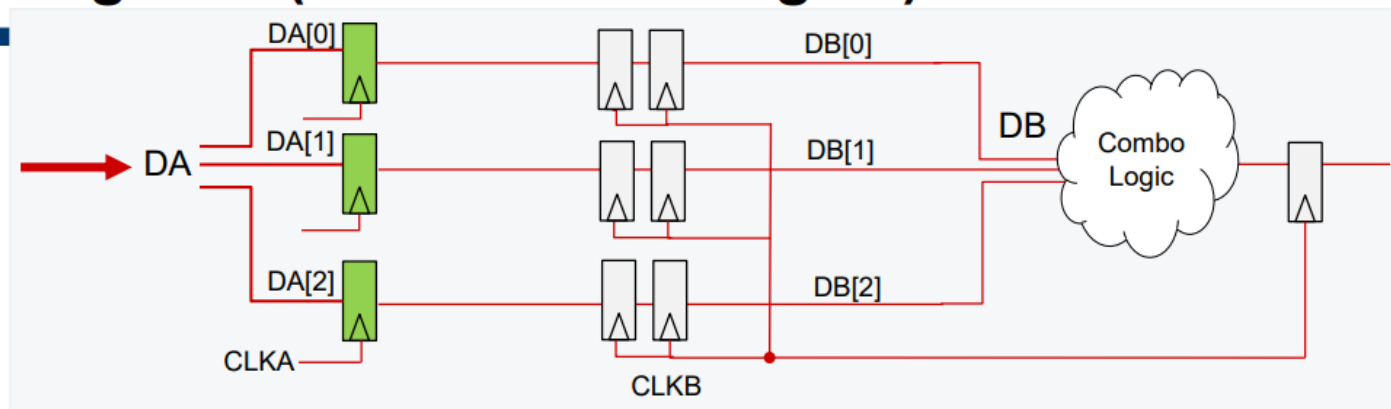 DA[0]
DB[0]
DA[1]
DB
DB[1]
Combo
Logic
DA
DA[2]
DB[2]
CLKA
CLKB